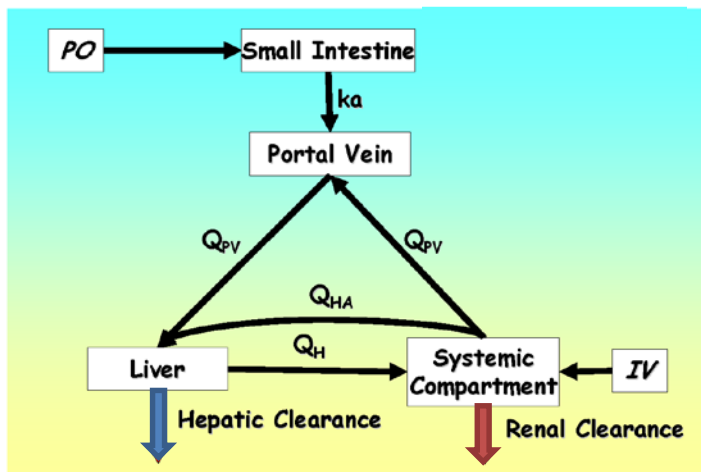 PO
Small Intestine
ka
Portal Vein
QPV
QPV
QHA
QH
Liver
Systemic
Compartment
IV
Hepatic Clearance
Renal Clearance